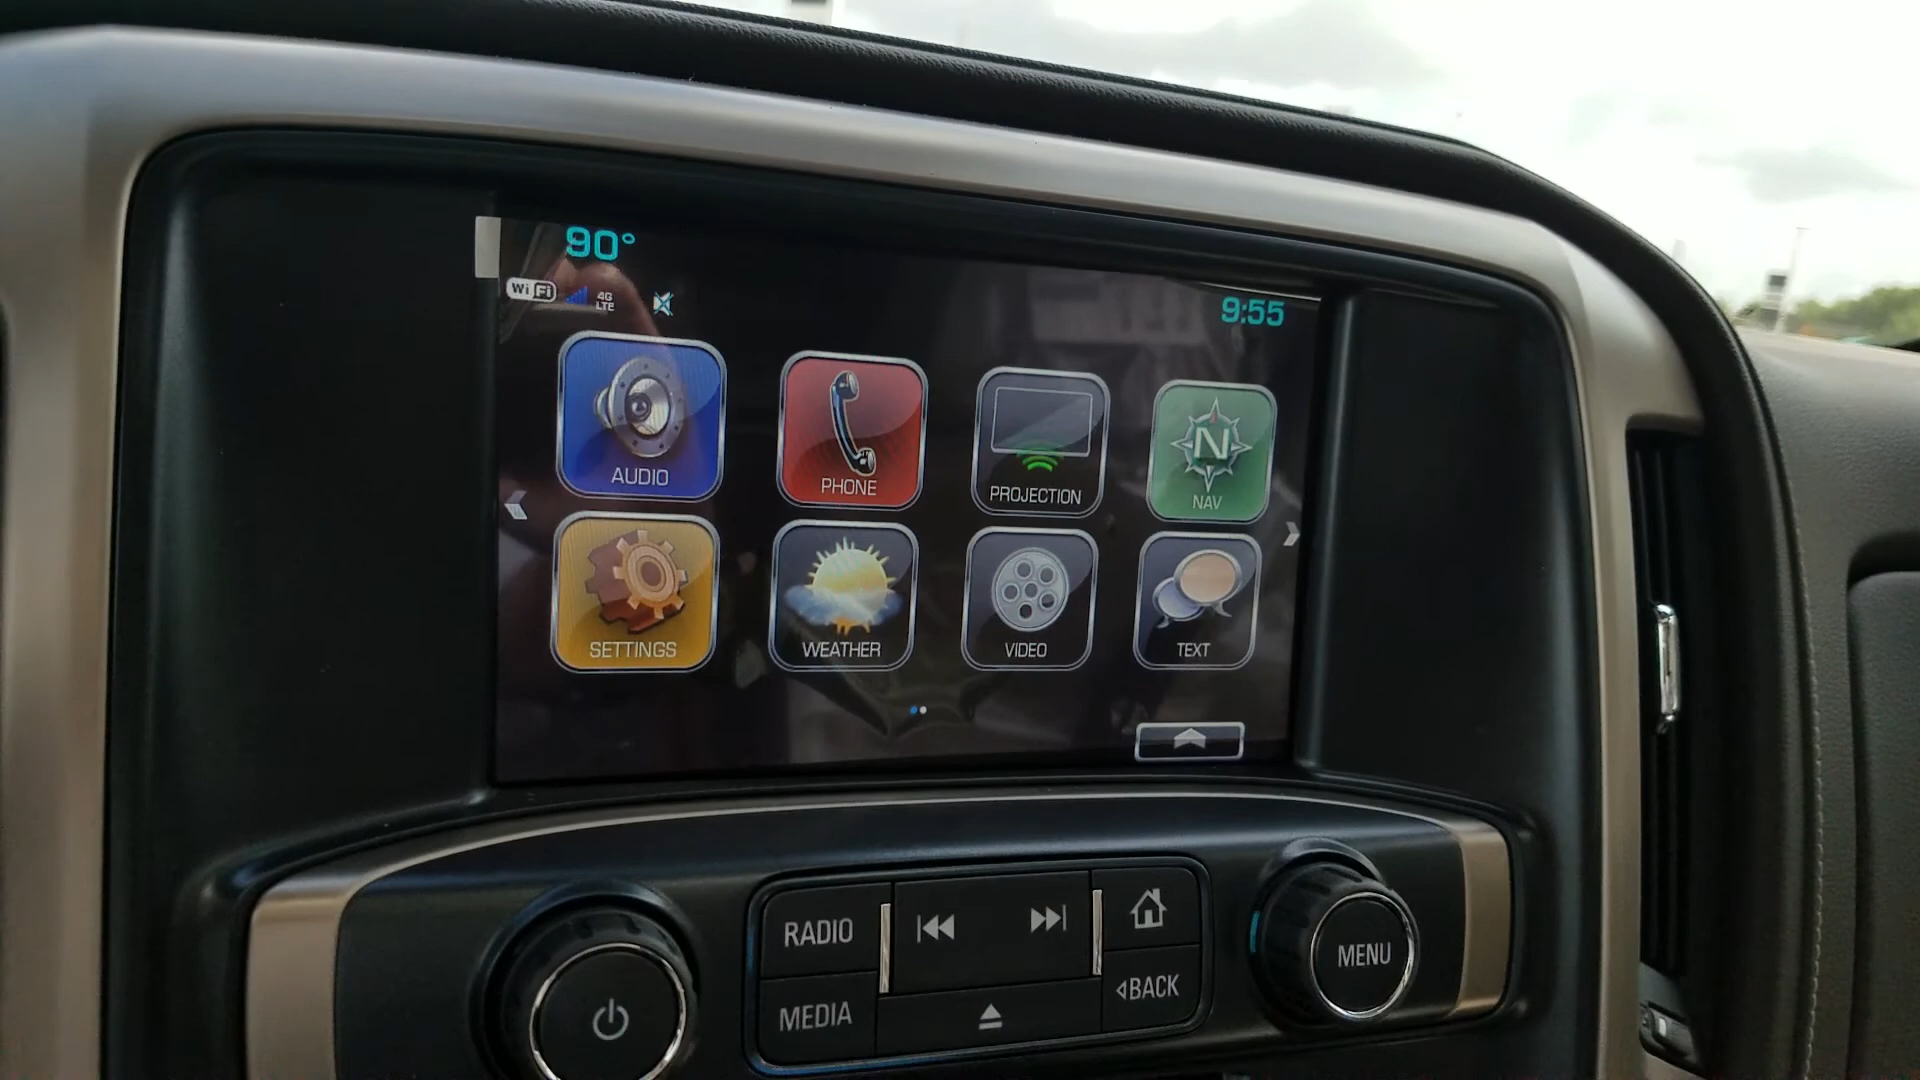 90°
WiFi 4G LTE
9:55
AUDIO
PHONE
PROJECTION
N
NAV
SETTINGS
WEATHER
VIDEO
TEXT
RADIO
MEDIA
BACK
MENU